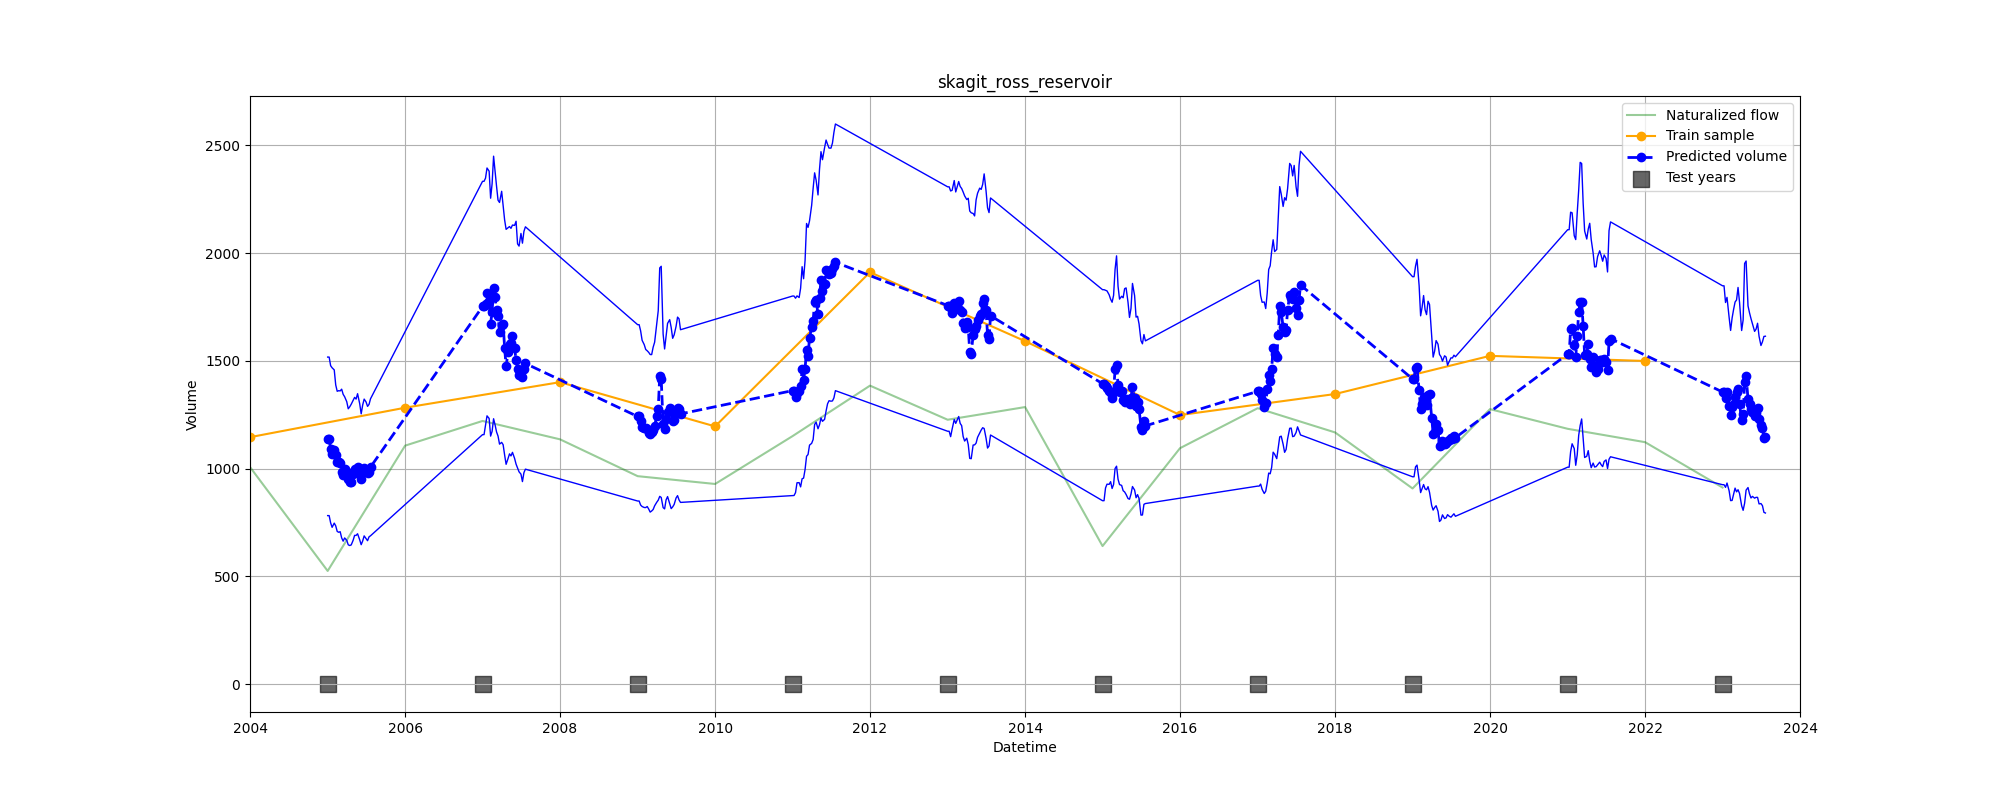 skagit_ross_reservoir
Volume
2500
2000
1500
1000
500
0
Naturalized flow
Train sample
Predicted volume
Test years
2004 2006 2008 2010 2012 2014 2016 2018 2020 2022 2024
Datetime